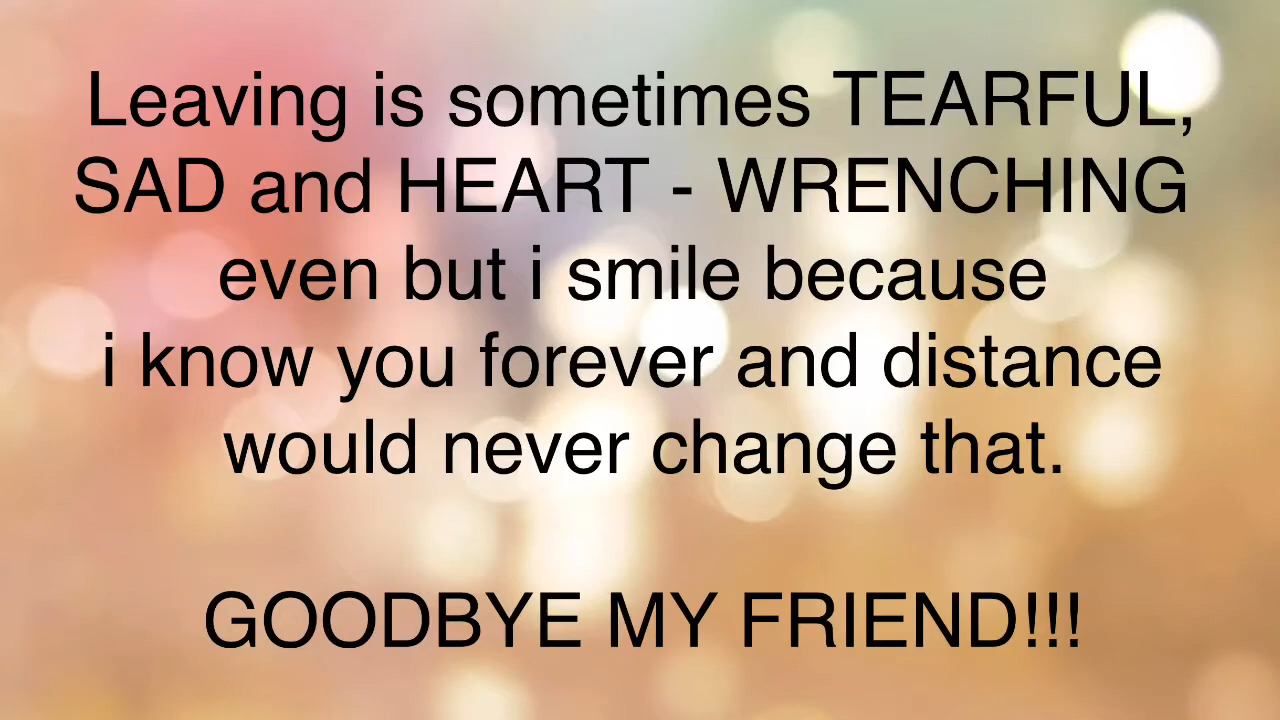 Leaving is sometimes TEARFUL,
SAD and HEART - WRENCHING
even but i smile because
i know you forever and distance
would never change that.
GOODBYE MY FRIEND!!!